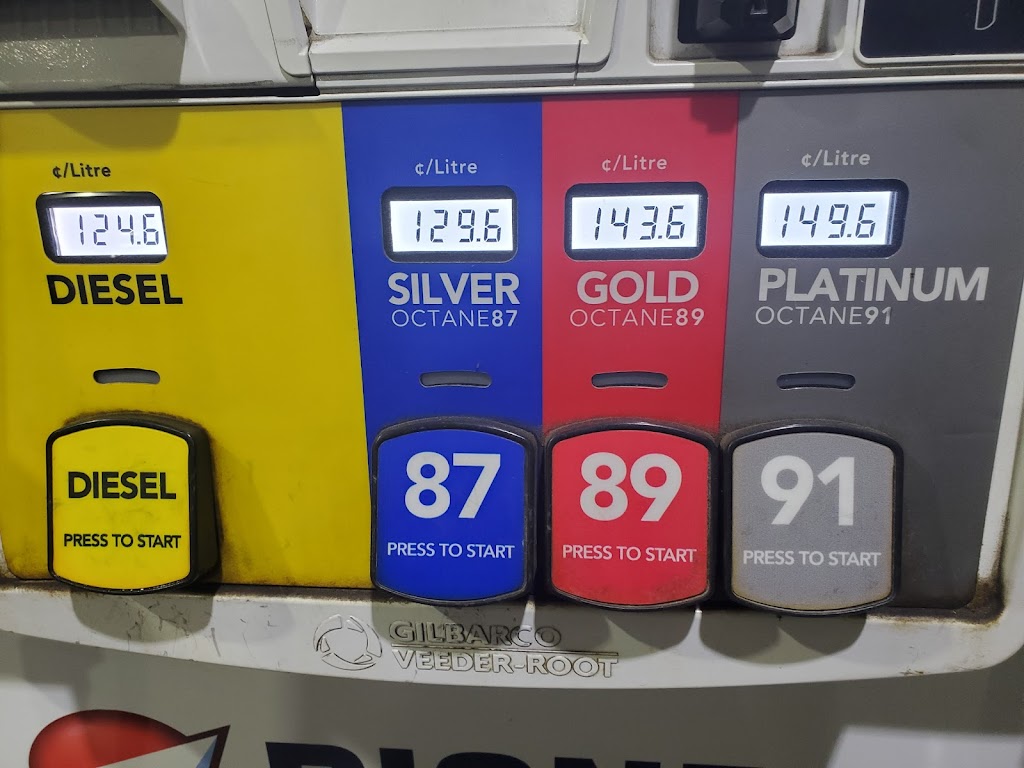 ¢/Litre
124.6
DIESEL
¢/Litre
129.6
SILVER
OCTANE87
¢/Litre
143.6
GOLD
OCTANE89
¢/Litre
149.6
PLATINUM
OCTANE91
DIESEL
PRESS TO START
87
PRESS TO START
89
PRESS TO START
91
PRESS TO START
GILBARCO
VEEDER-ROOT